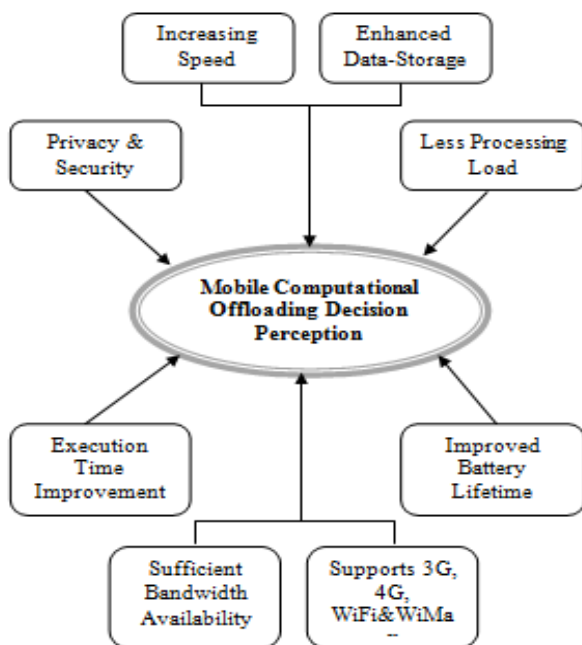 Increasing
Speed
Enhanced
Data-Storage
Privacy &
Security
Less Processing
Load
Mobile Computational
Offloading Decision
Perception
Execution
Time
Improvement
Improved
Battery
Lifetime
Sufficient
Bandwidth
Availability
Supports 3G,
4G,
WiFi&WiMa